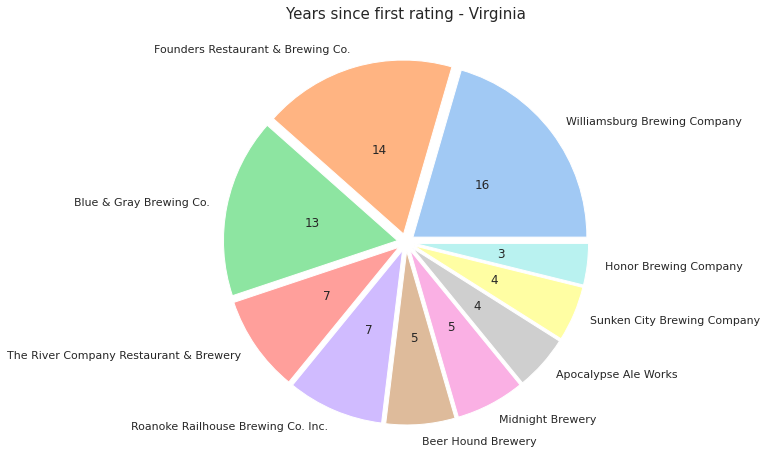 Years since first rating - Virginia
Founders Restaurant & Brewing Co.
Williamsburg Brewing Company
14
16
Blue & Gray Brewing Co.
13
3
Honor Brewing Company
4
Sunken City Brewing Company
7
4
7
5
5
The River Company Restaurant & Brewery
Apocalypse Ale Works
Midnight Brewery
Roanoke Railhouse Brewing Co. Inc.
Beer Hound Brewery